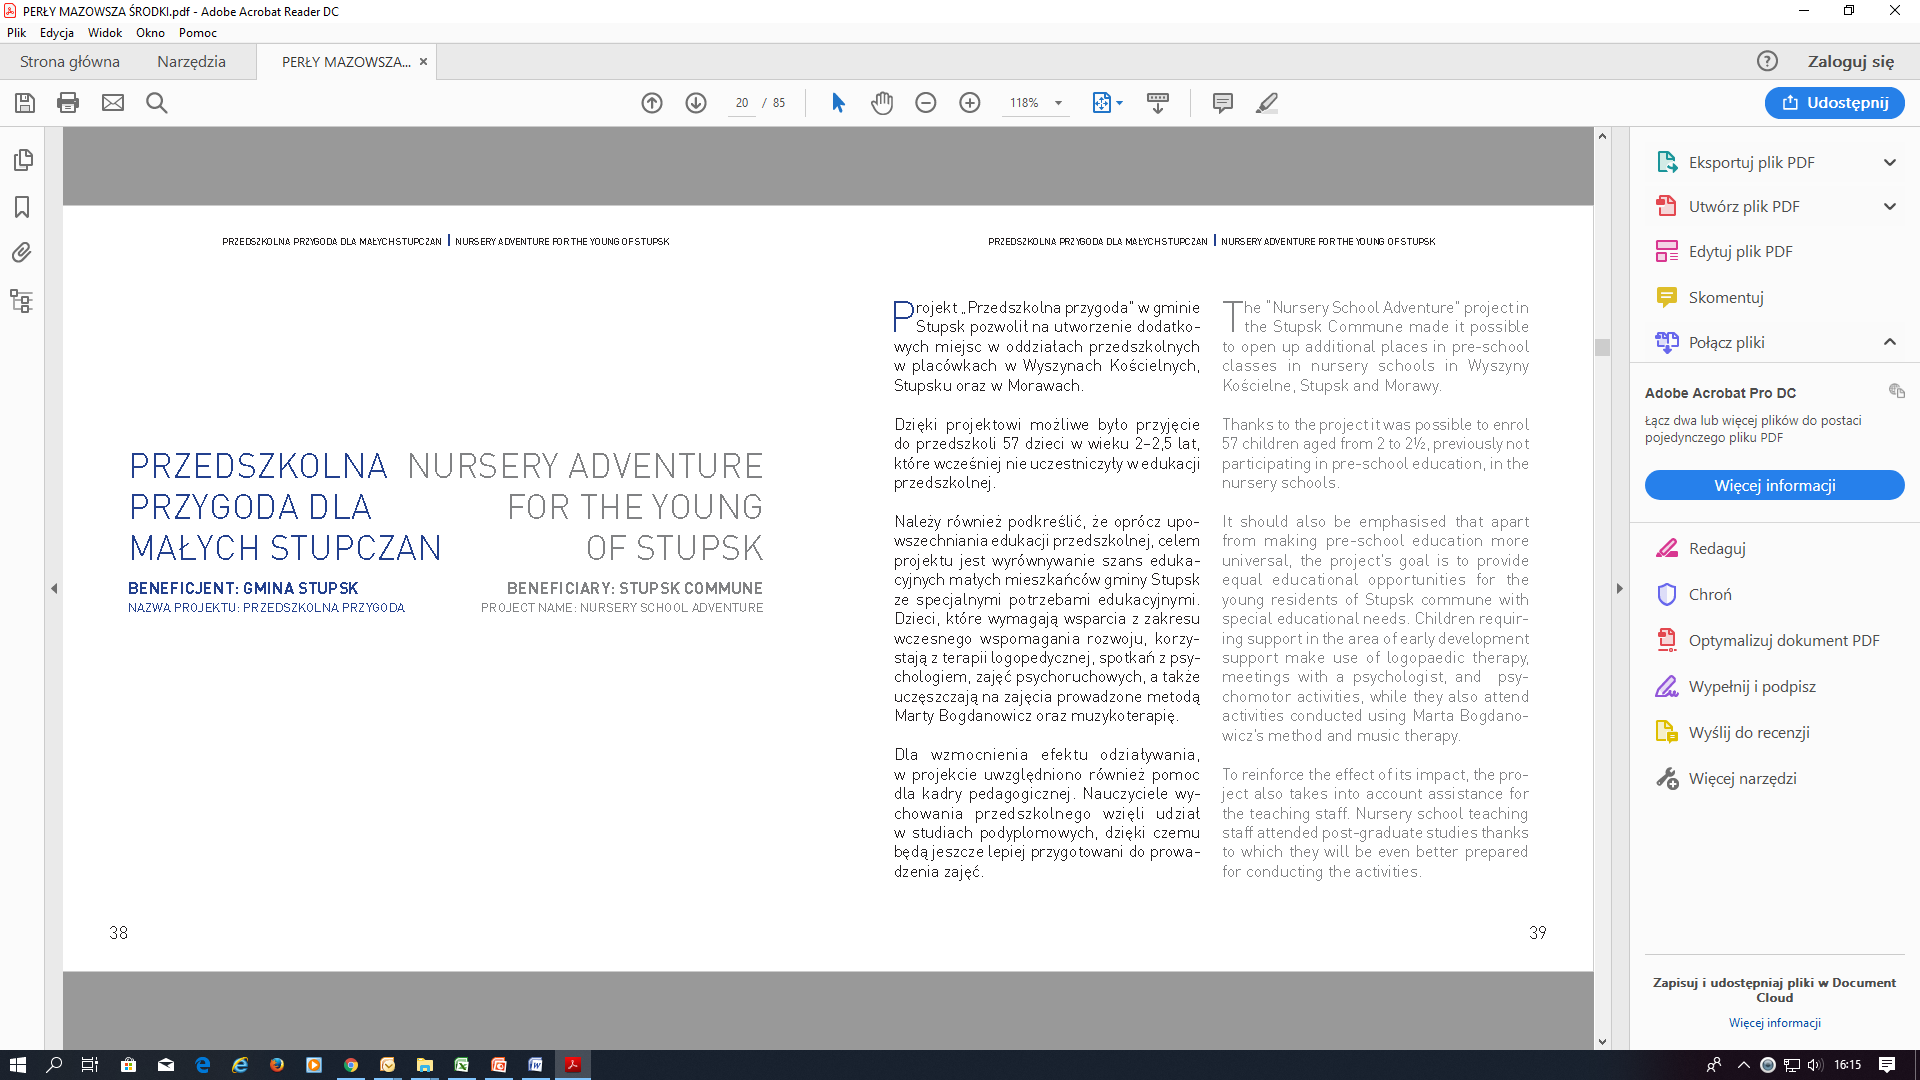 PERŁY MAZOWSZA ŚRODKI.pdf - Adobe Acrobat Reader DC
Plik Edycja Widok Okno Pomoc
Strona główna Narzędzia PERŁY MAZOWSZA... × Zaloguj się
20 / 85 118% Udostępnij
PRZEDSZKOLNA PRZYGODA DLA MAŁYCH STUPCZAN | NURSERY ADVENTURE FOR THE YOUNG OF STUPSK
PRZEDSZKOLNA
PRZYGODA DLA
MAŁYCH STUPCZAN
BENEFICJENT: GMINA STUPSK
NAZWA PROJEKTU: PRZEDSZKOLNA PRZYGODA
NURSERY ADVENTURE
FOR THE YOUNG
OF STUPSK
BENEFICIARY: STUPSK COMMUNE
PROJECT NAME: NURSERY SCHOOL ADVENTURE
38
PRZEDSZKOLNA PRZYGODA DLA MAŁYCH STUPCZAN | NURSERY ADVENTURE FOR THE YOUNG OF STUPSK
Projekt „Przedszkolna przygoda” w gminie
Stupsk pozwolił na utworzenie dodatko-
wych miejsc w oddziałach przedszkolnych
w placówkach w Wyszynach Kościelnych,
Stupsku oraz w Morawach.
Dzięki projektowi możliwe było przyjęcie
do przedszkoli 57 dzieci w wieku 2–2,5 lat,
które wcześniej nie uczestniczyły w edukacji
przedszkolnej.
Należy również podkreślić, że oprócz upo-
wszechniania edukacji przedszkolnej, celem
projektu jest wyrównywanie szans eduka-
cyjnych małych mieszkańców gminy Stupsk
ze specjalnymi potrzebami edukacyjnymi.
Dzieci, które wymagają wsparcia z zakresu
wczesnego wspomagania rozwoju, korzy-
stają z terapii logopedycznej, spotkań z psy-
chologiem, zajęć psychoruchowych, a także
uczęszczają na zajęcia prowadzone metodą
Marty Bogdanowicz oraz muzykoterapię.
Dla wzmocnienia efektu odziaływania,
w projekcie uwzględniono również pomoc
dla kadry pedagogicznej. Nauczyciele wy-
chowania przedszkolnego wzięli udział
w studiach podyplomowych, dzięki czemu
będą jeszcze lepiej przygotowani do prowa-
dzenia zajęć.
The “Nursery School Adventure” project in
the Stupsk Commune made it possible
to open up additional places in pre-school
classes in nursery schools in Wyszyny
Kościelne, Stupsk and Morawy.
Thanks to the project it was possible to enrol
57 children aged from 2 to 2½, previously not
participating in pre-school education, in the
nursery schools.
It should also be emphasised that apart
from making pre-school education more
universal, the project's goal is to provide
equal educational opportunities for the
young residents of Stupsk commune with
special educational needs. Children requir-
ing support in the area of early development
support make use of logopaedic therapy,
meetings with a psychologist, and psy-
chomotor activities, while they also attend
activities conducted using Marta Bogdano-
wicz's method and music therapy.
To reinforce the effect of its impact, the pro-
ject also takes into account assistance for
the teaching staff. Nursery school teaching
staff attended post-graduate studies thanks
to which they will be even better prepared
for conducting the activities.
39
Eksportuj plik PDF
Utwórz plik PDF
Edytuj plik PDF
Skomentuj
Połącz pliki
Adobe Acrobat Pro DC
Łącz dwa lub więcej plików do postaci
pojedynczego pliku PDF
Więcej informacji
Redaguj
Chroń
Optymalizuj dokument PDF
Wypełnij i podpisz
Wyślij do recenzji
Więcej narzędzi
Zapisuj i udostępniaj pliki w Document
Cloud
Więcej informacji
16:15